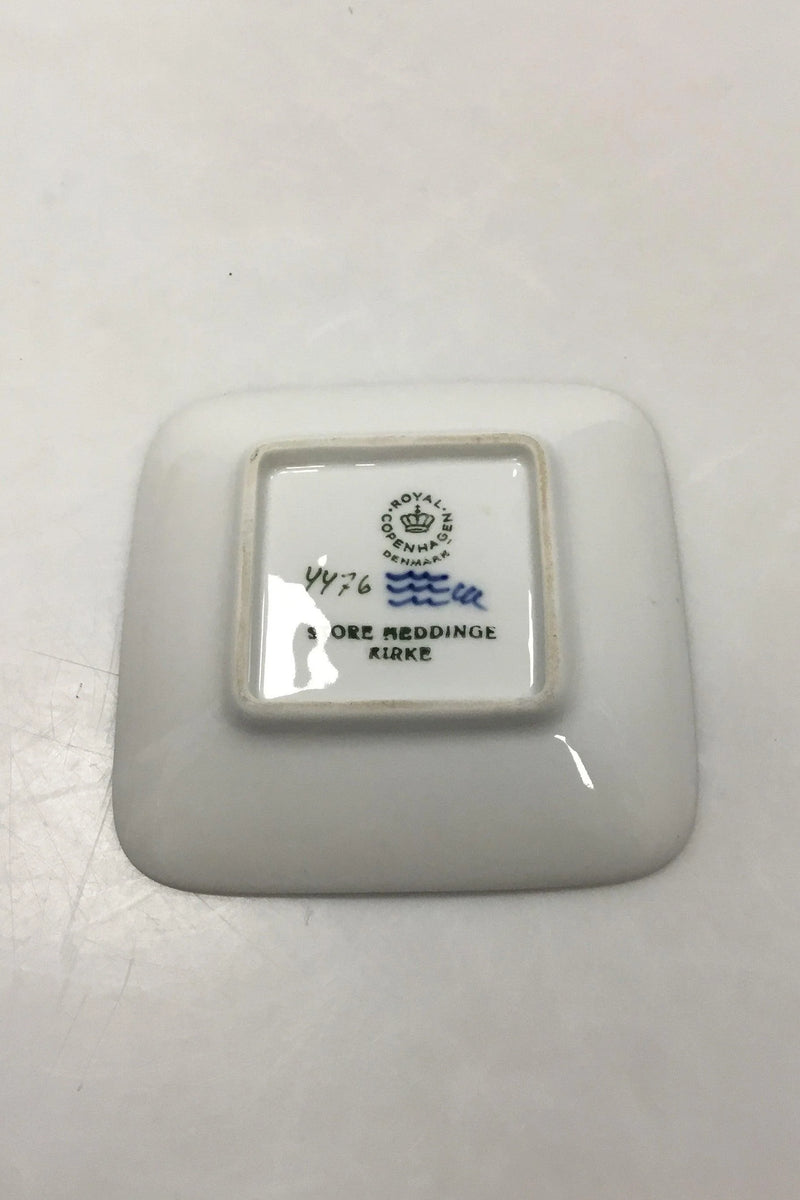 ROYAL COPENHAGEN
DENMARK
4476
STORE HEDDINGE
KIRKE